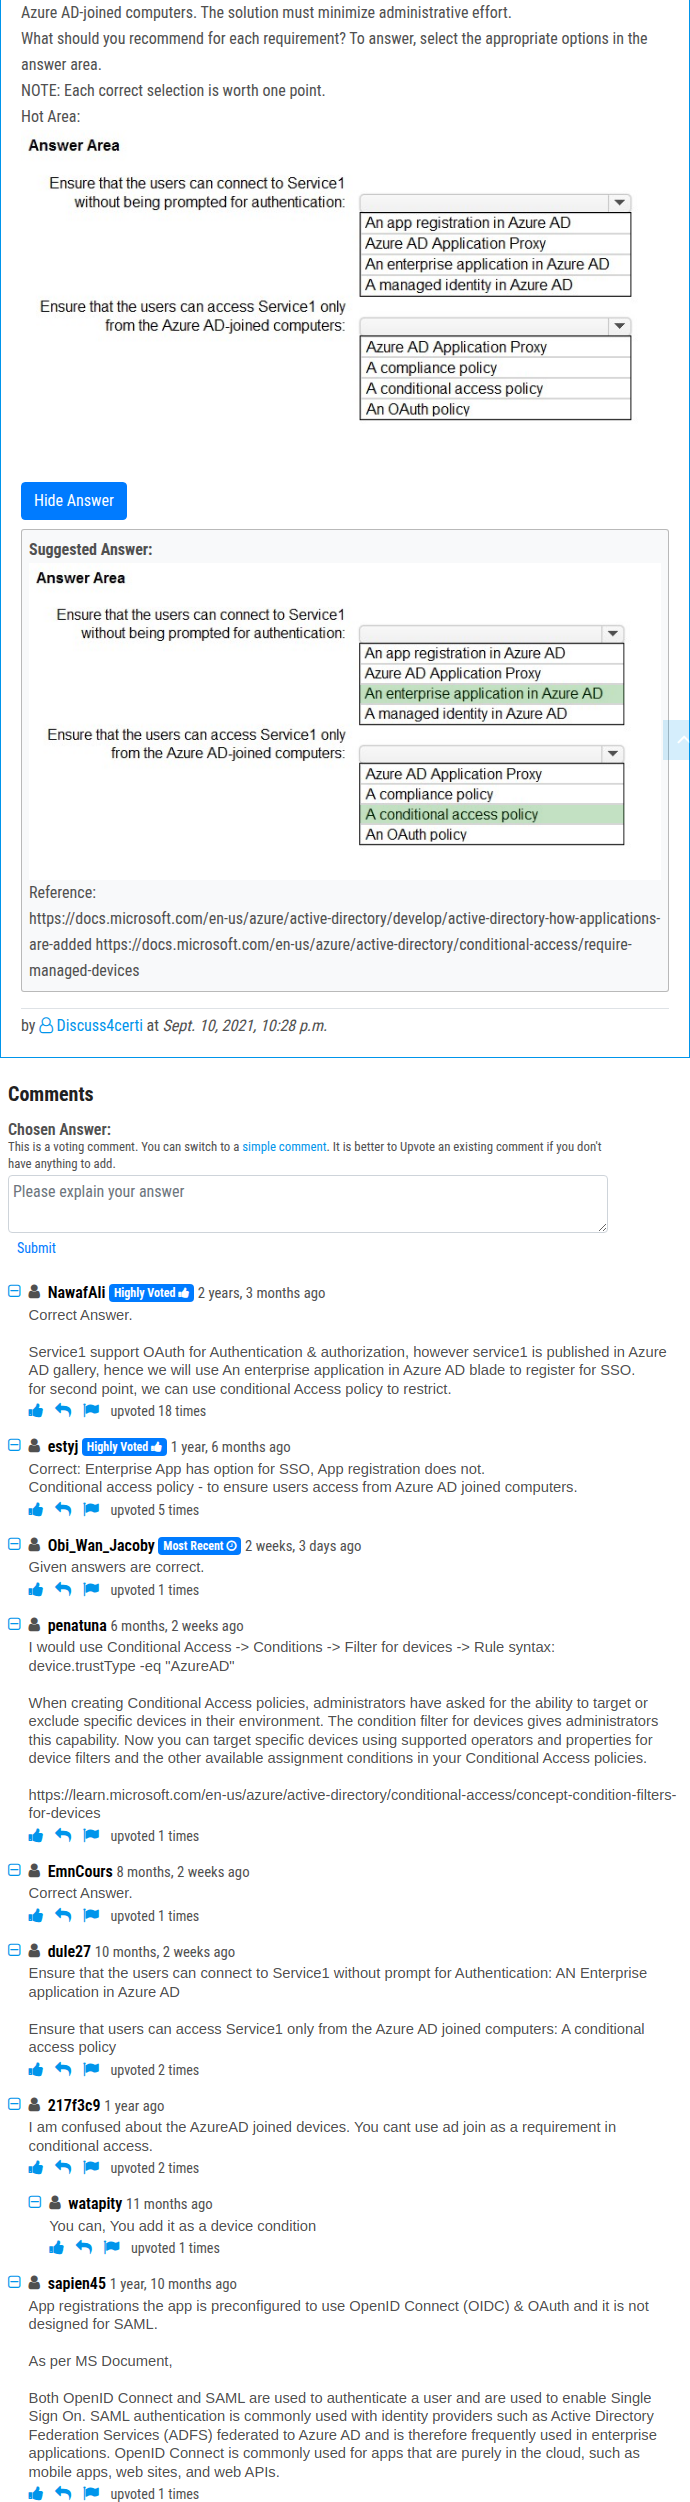 Azure AD-joined computers. The solution must minimize administrative effort.
What should you recommend for each requirement? To answer, select the appropriate options in the
answer area.
NOTE: Each correct selection is worth one point.
Hot Area:
Answer Area
Ensure that the users can connect to Service1
without being prompted for authentication:
An app registration in Azure AD
Azure AD Application Proxy
An enterprise application in Azure AD
A managed identity in Azure AD
Ensure that the users can access Service1 only
from the Azure AD-joined computers:
Azure AD Application Proxy
A compliance policy
A conditional access policy
An OAuth policy
Hide Answer
Suggested Answer:
Answer Area
Ensure that the users can connect to Service1
without being prompted for authentication:
An app registration in Azure AD
Azure AD Application Proxy
An enterprise application in Azure AD
A managed identity in Azure AD
Ensure that the users can access Service1 only
from the Azure AD-joined computers:
Azure AD Application Proxy
A compliance policy
A conditional access policy
An OAuth policy
Reference:
https://docs.microsoft.com/en-us/azure/active-directory/develop/active-directory-how-applications-
are-added https://docs.microsoft.com/en-us/azure/active-directory/conditional-access/require-
managed-devices
by Discuss4certi at Sept. 10, 2021, 10:28 p.m.
Comments
Chosen Answer:
This is a voting comment. You can switch to a simple comment. It is better to Upvote an existing comment if you don't
have anything to add.
Please explain your answer
Submit
NawafAli Highly Voted 2 years, 3 months ago
Correct Answer.
Service1 support OAuth for Authentication & authorization, however service1 is published in Azure
AD gallery, hence we will use An enterprise application in Azure AD blade to register for SSO.
for second point, we can use conditional Access policy to restrict.
upvoted 18 times
estyj Highly Voted 1 year, 6 months ago
Correct: Enterprise App has option for SSO, App registration does not.
Conditional access policy - to ensure users access from Azure AD joined computers.
upvoted 5 times
Obi_Wan_Jacoby Most Recent 2 weeks, 3 days ago
Given answers are correct.
upvoted 1 times
penatuna 6 months, 2 weeks ago
I would use Conditional Access -> Conditions -> Filter for devices -> Rule syntax:
device.trustType -eq "AzureAD"
When creating Conditional Access policies, administrators have asked for the ability to target or
exclude specific devices in their environment. The condition filter for devices gives administrators
this capability. Now you can target specific devices using supported operators and properties for
device filters and the other available assignment conditions in your Conditional Access policies.
https://learn.microsoft.com/en-us/azure/active-directory/conditional-access/concept-condition-filters-
for-devices
upvoted 1 times
EmnCours 8 months, 2 weeks ago
Correct Answer.
upvoted 1 times
dule27 10 months, 2 weeks ago
Ensure that the users can connect to Service1 without prompt for Authentication: AN Enterprise
application in Azure AD
Ensure that users can access Service1 only from the Azure AD joined computers: A conditional
access policy
upvoted 2 times
217f3c9 1 year ago
I am confused about the AzureAD joined devices. You cant use ad join as a requirement in
conditional access.
upvoted 2 times
watapity 11 months ago
You can, You add it as a device condition
upvoted 1 times
sapien45 1 year, 10 months ago
App registrations the app is preconfigured to use OpenID Connect (OIDC) & OAuth and it is not
designed for SAML.
As per MS Document,
Both OpenID Connect and SAML are used to authenticate a user and are used to enable Single
Sign On. SAML authentication is commonly used with identity providers such as Active Directory
Federation Services (ADFS) federated to Azure AD and is therefore frequently used in enterprise
applications. OpenID Connect is commonly used for apps that are purely in the cloud, such as
mobile apps, web sites, and web APIs.
upvoted 1 times